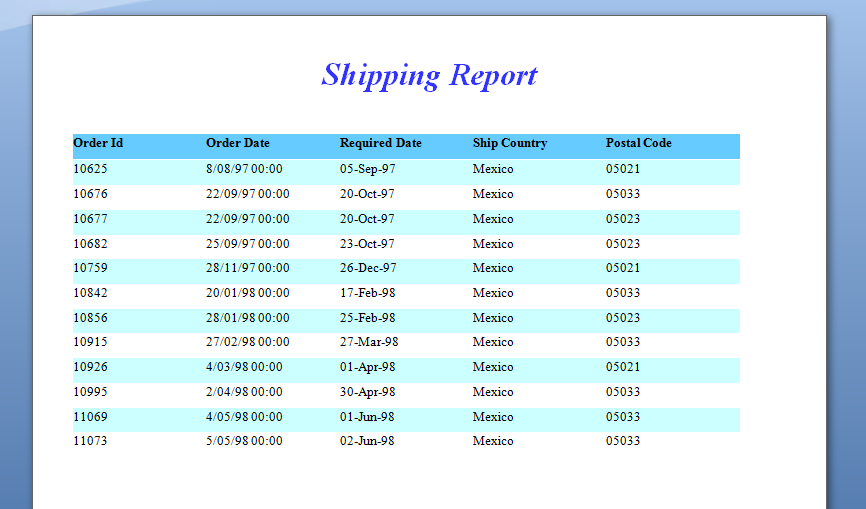 Shipping Report
Order Id Order Date Required Date Ship Country Postal Code
10625 8/08/97 00:00 05-Sep-97 Mexico 05021
10676 22/09/97 00:00 20-Oct-97 Mexico 05033
10677 22/09/97 00:00 20-Oct-97 Mexico 05023
10682 25/09/97 00:00 23-Oct-97 Mexico 05023
10759 28/11/97 00:00 26-Dec-97 Mexico 05021
10842 20/01/98 00:00 17-Feb-98 Mexico 05033
10856 28/01/98 00:00 25-Feb-98 Mexico 05023
10915 27/02/98 00:00 27-Mar-98 Mexico 05033
10926 4/03/98 00:00 01-Apr-98 Mexico 05021
10995 2/04/98 00:00 30-Apr-98 Mexico 05033
11069 4/05/98 00:00 01-Jun-98 Mexico 05033
11073 5/05/98 00:00 02-Jun-98 Mexico 05033